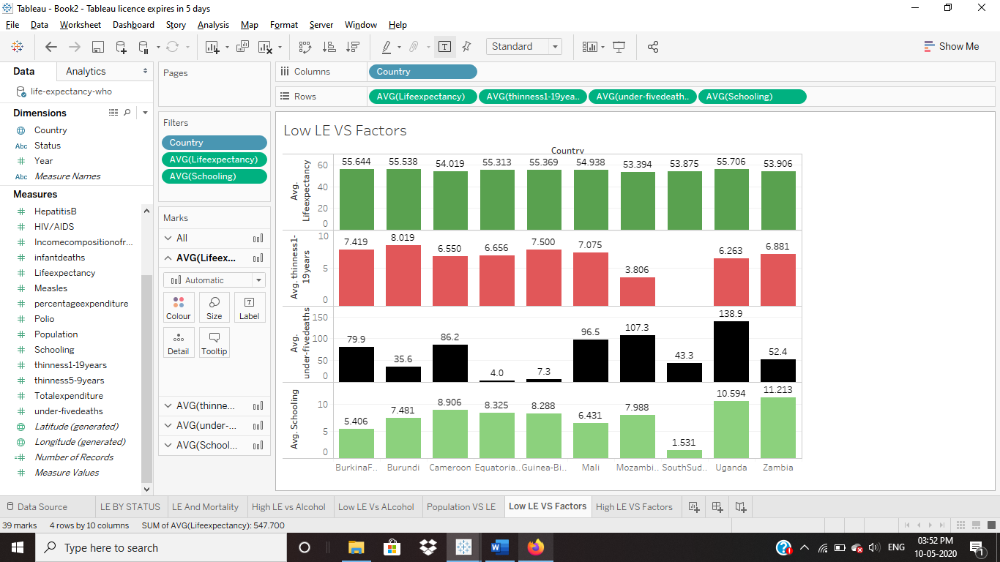 Tableau - Book2 - Tableau licence expires in 5 days
File Data Worksheet Dashboard Story Analysis Map Format Server Window Help
Standard Show Me
Data Analytics
life-expectancy-who
Dimensions
Country
Abc Status
Year
Abc Measure Names
Measures
HepatitisB
HIV/AIDS
Incomecompositionofr...
infantdeaths
Lifeexpectancy
Measles
percentageexpenditure
Polio
Population
Schooling
thinness1-19years
thinness5-9years
Totalexpenditure
under-fivedeaths
Latitude (generated)
Longitude (generated)
Number of Records
Measure Values
Pages
Filters
Country
AVG(Lifeexpectancy)
AVG(Schooling)
Marks
All
AVG(Lifeex...
Automatic
Colour Size Label
Detail Tooltip
AVG(thinne...
AVG(under-...
AVG(School...
Columns Country
Rows AVG(Lifeexpectancy) AVG(thinness1-19yea.. AVG(under-fivedeath.. AVG(Schooling)
Low LE VS Factors
Country
Avg.
Lifeexpectancy
60
40
20
0
55.644 55.538 54.019 55.313 55.369 54.938 53.394 53.875 55.706 53.906
Avg. thinness1-
19years
10
5
0
7.419 8.019 6.550 6.656 7.500 7.075 3.806 6.263 6.881
Avg.
under-fivedeaths
150
100
50
0
79.9 35.6 86.2 4.0 7.3 96.5 107.3 43.3 138.9 52.4
Avg. Schooling
10
5
0
5.406 7.481 8.906 8.325 8.288 6.431 7.988 1.531 10.594 11.213
BurkinaF.. Burundi Cameroon Equatoria.. Guinea-Bi.. Mali Mozambi.. SouthSud.. Uganda Zambia
Data Source LE BY STATUS LE And Mortality High LE vs Alcohol Low LE Vs ALcohol Population VS LE Low LE VS Factors High LE VS Factors
39 marks 4 rows by 10 columns SUM of AVG(Lifeexpectancy): 547.700
Type here to search
ENG
03:52 PM
10-05-2020
1